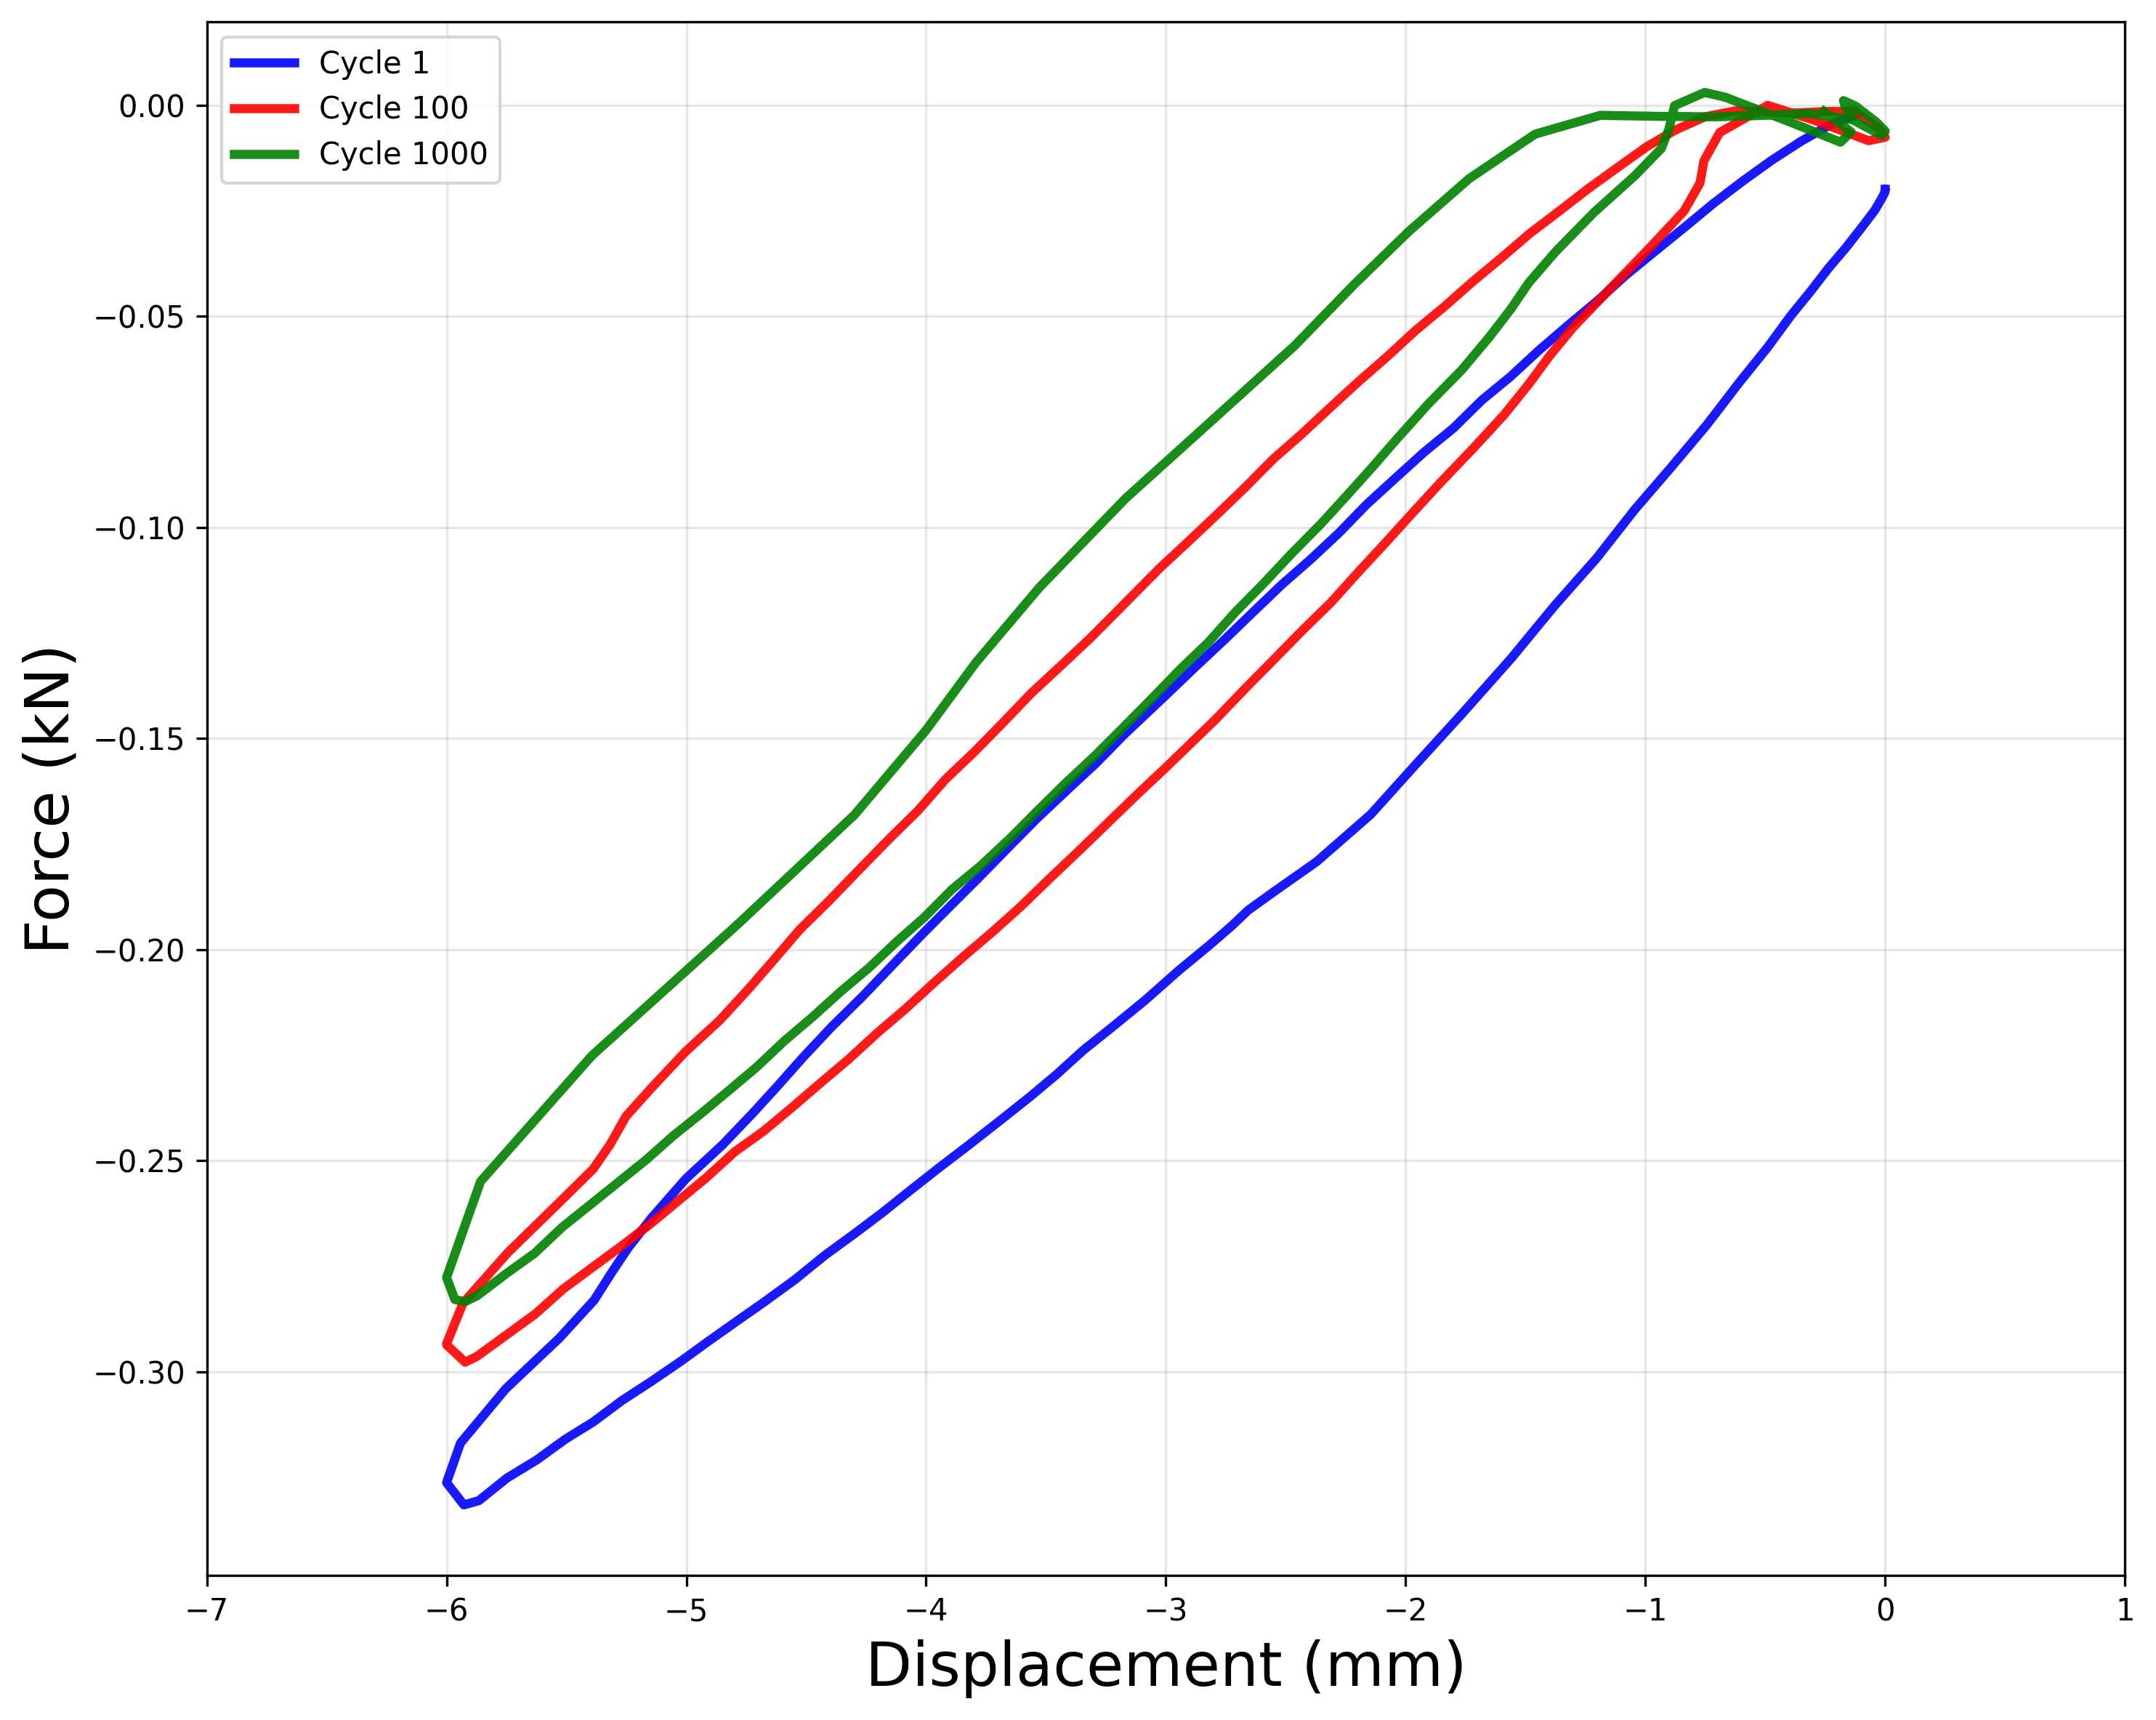 Cycle 1
Cycle 100
Cycle 1000
0.00
−0.05
−0.10
−0.15
−0.20
−0.25
−0.30
Force (kN)
−7 −6 −5 −4 −3 −2 −1 0 1
Displacement (mm)